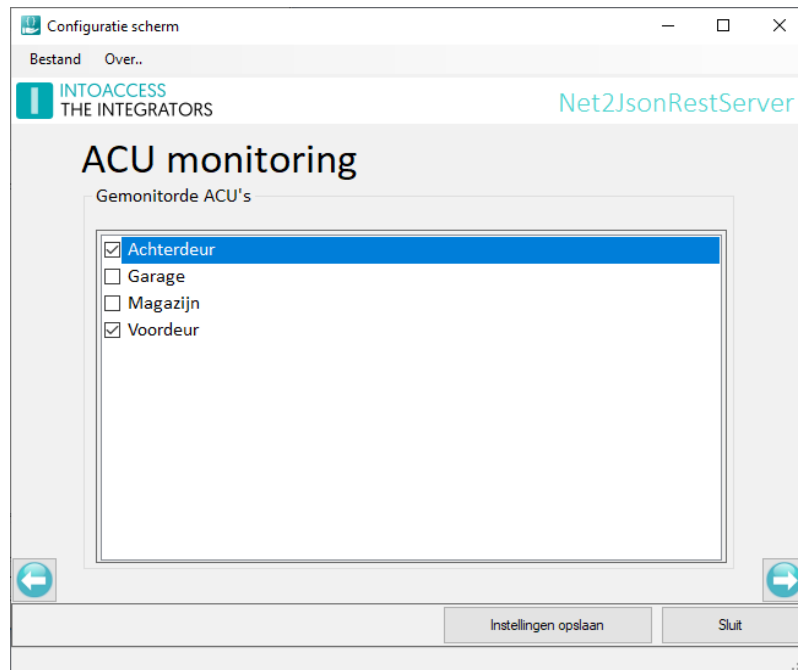 Configuratie scherm
Bestand Over..
INTOACCESS
THE INTEGRATORS
Net2JsonRestServer
ACU monitoring
Gemonitorde ACU's
Achterdeur
Garage
Magazijn
Voordeur
Instellingen opslaan Sluit